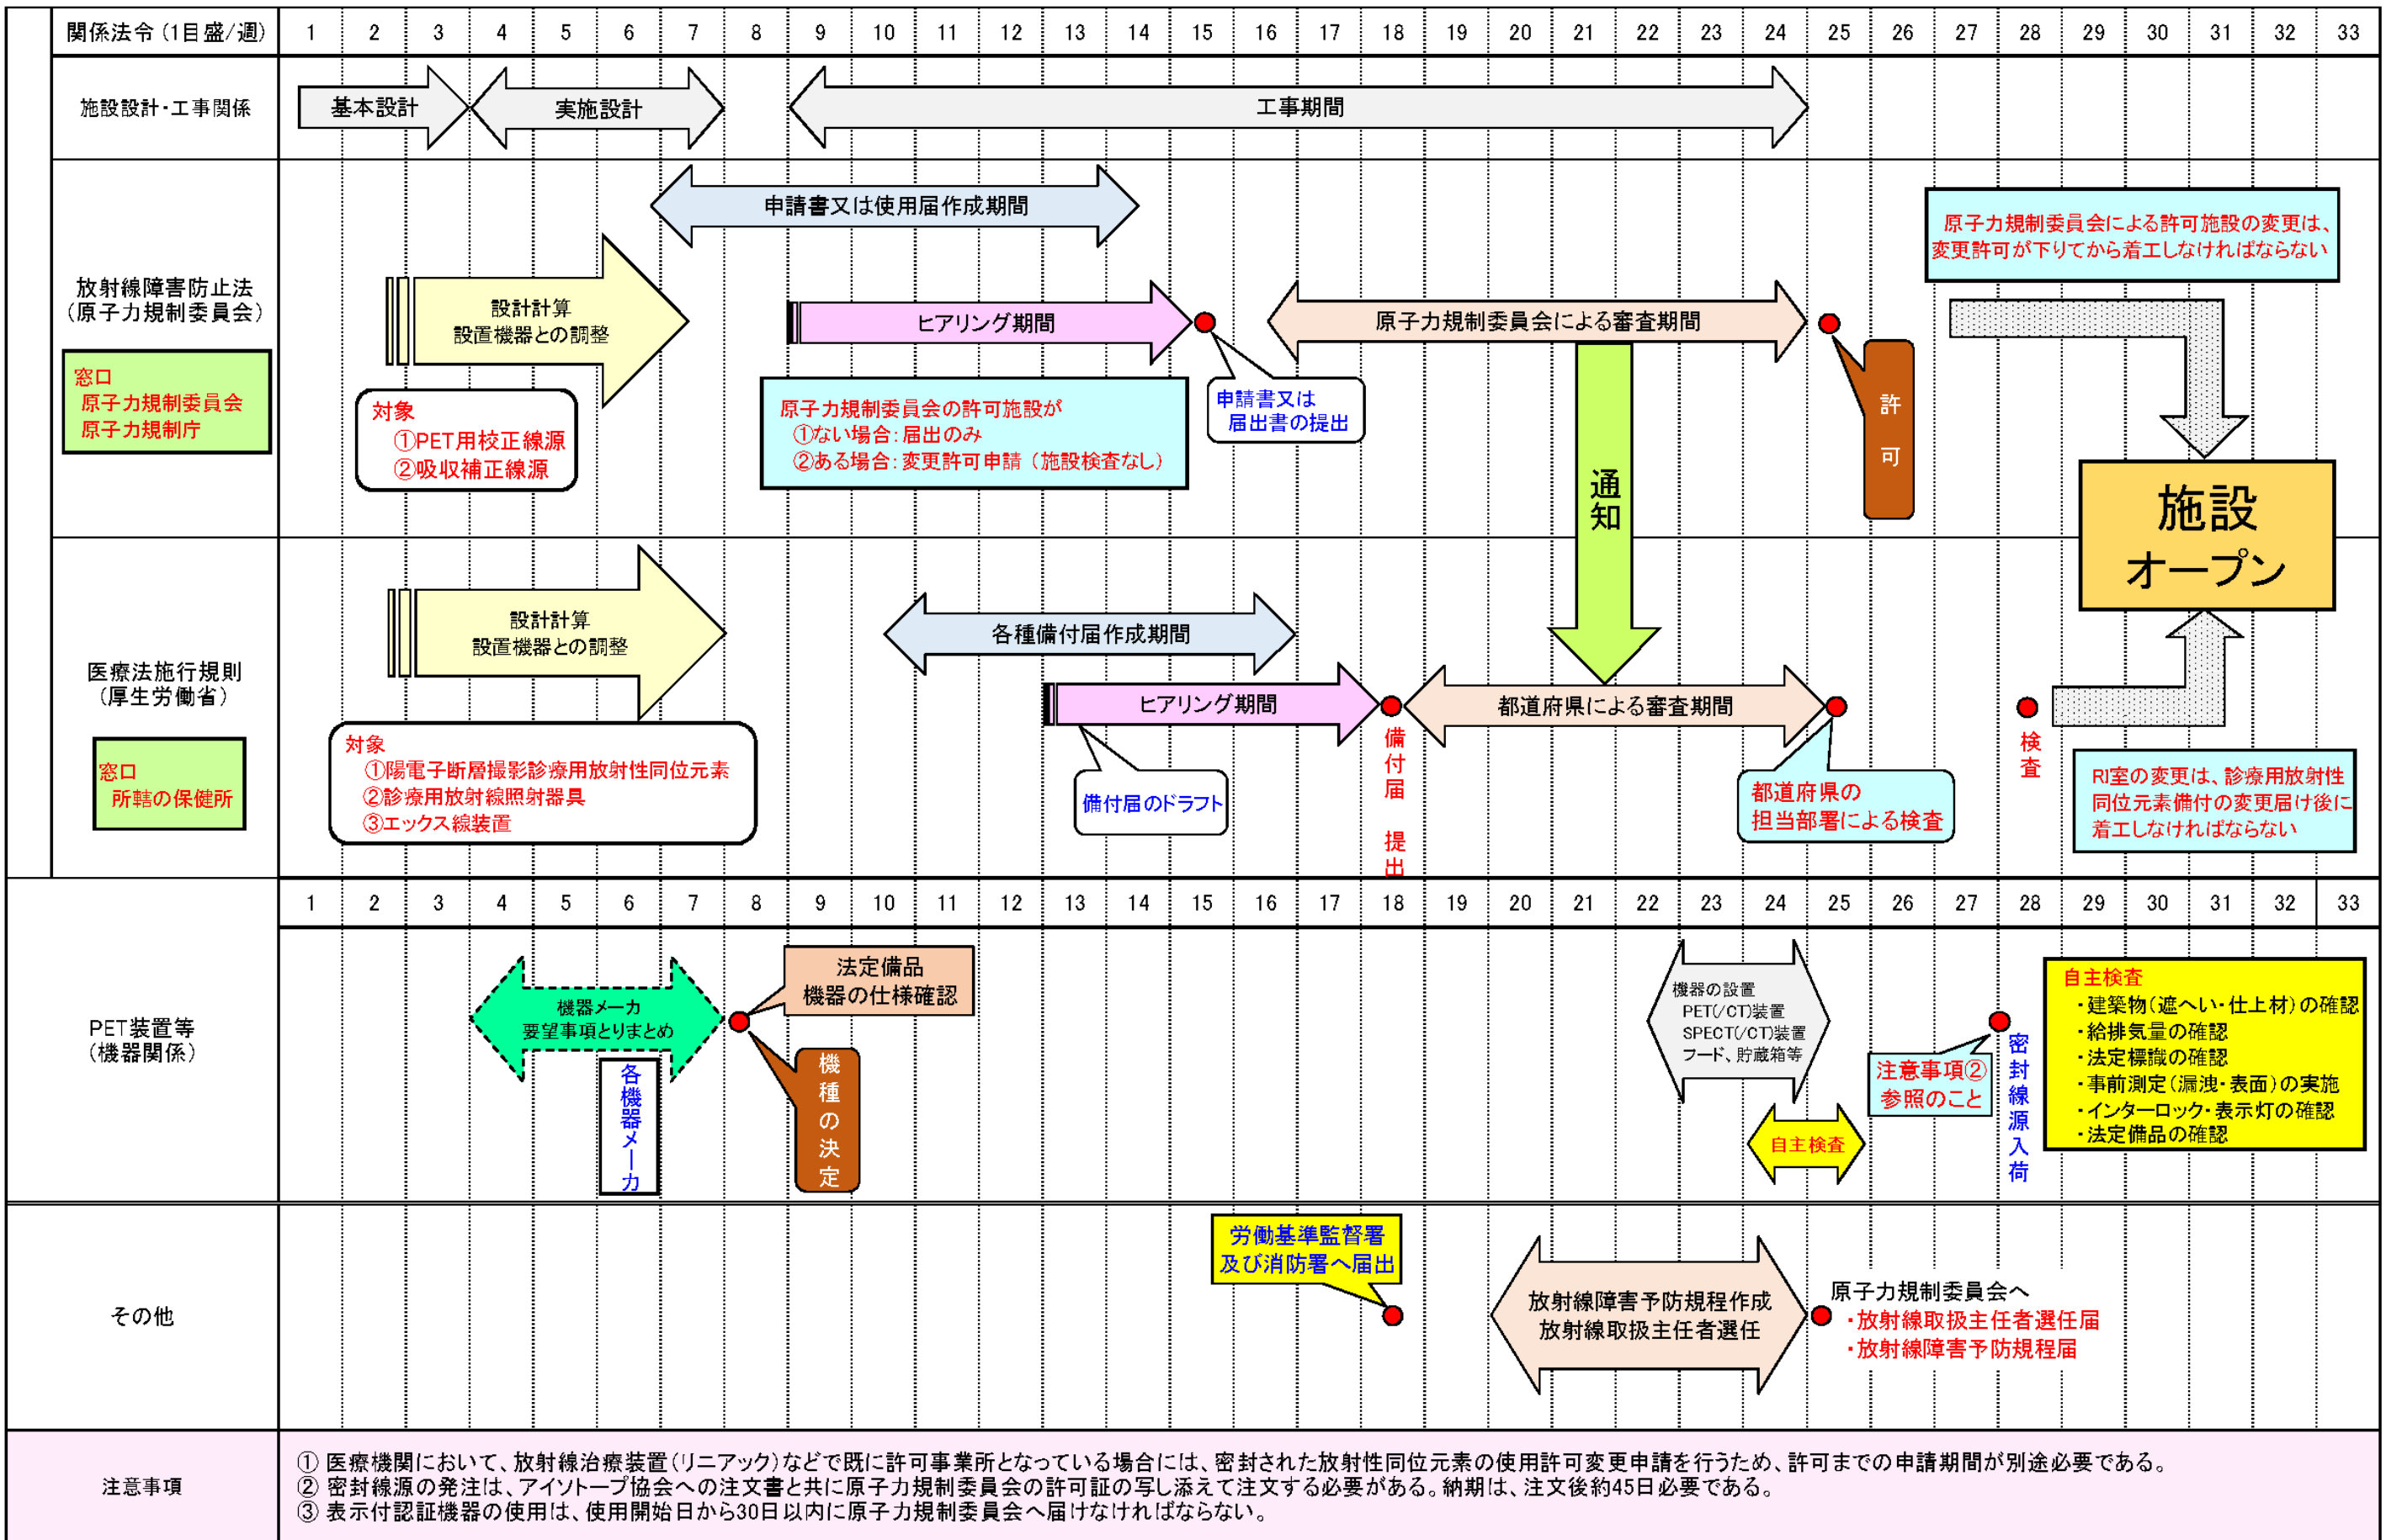 関係法令(1目盛/週) 1 2 3 4 5 6 7 8 9 10 11 12 13 14 15 16 17 18 19 20 21 22 23 24 25 26 27 28 29 30 31 32 33
施設設計・工事関係
基本設計
実施設計
工事期間
放射線障害防止法
(原子力規制委員会)
窓口
原子力規制委員会
原子力規制庁
申請書又は使用届作成期間
設計計算
設置機器との調整
対象
①PET用校正線源
②吸収補正線源
ヒアリング期間
原子力規制委員会の許可施設が
①ない場合:届出のみ
②ある場合:変更許可申請(施設検査なし)
申請書又は
届出書の提出
原子力規制委員会による審査期間
通知
許可
原子力規制委員会による許可施設の変更は、
変更許可が下りてから着工しなければならない
施設
オープン
医療法施行規則
(厚生労働省)
窓口
所轄の保健所
設計計算
設置機器との調整
対象
①陽電子断層撮影診療用放射性同位元素
②診療用放射線照射器具
③エックス線装置
各種備付届作成期間
ヒアリング期間
備付届のドラフト
備付届 提出
都道府県による審査期間
都道府県の
担当部署による検査
検査
RI室の変更は、診療用放射性
同位元素備付の変更届け後に
着工しなければならない
1 2 3 4 5 6 7 8 9 10 11 12 13 14 15 16 17 18 19 20 21 22 23 24 25 26 27 28 29 30 31 32 33
PET装置等
(機器関係)
機器メーカ
要望事項とりまとめ
各機器メーカ
法定備品
機器の仕様確認
機種の決定
機器の設置
PET(/CT)装置
SPECT(/CT)装置
フード、貯蔵箱等
自主検査
注意事項②
参照のこと
密封線源入荷
自主検査
・建築物(遮へい・仕上材)の確認
・給排気量の確認
・法定標識の確認
・事前測定(漏洩・表面)の実施
・インターロック・表示灯の確認
・法定備品の確認
その他
労働基準監督署
及び消防署へ届出
放射線障害予防規程作成
放射線取扱主任者選任
原子力規制委員会へ
・放射線取扱主任者選任届
・放射線障害予防規程届
注意事項
① 医療機関において、放射線治療装置(リニアック)などで既に許可事業所となっている場合には、密封された放射性同位元素の使用許可変更申請を行うため、許可までの申請期間が別途必要である。
② 密封線源の発注は、アイソトープ協会への注文書と共に原子力規制委員会の許可証の写し添えて注文する必要がある。納期は、注文後約45日必要である。
③ 表示付認証機器の使用は、使用開始日から30日以内に原子力規制委員会へ届けなければならない。